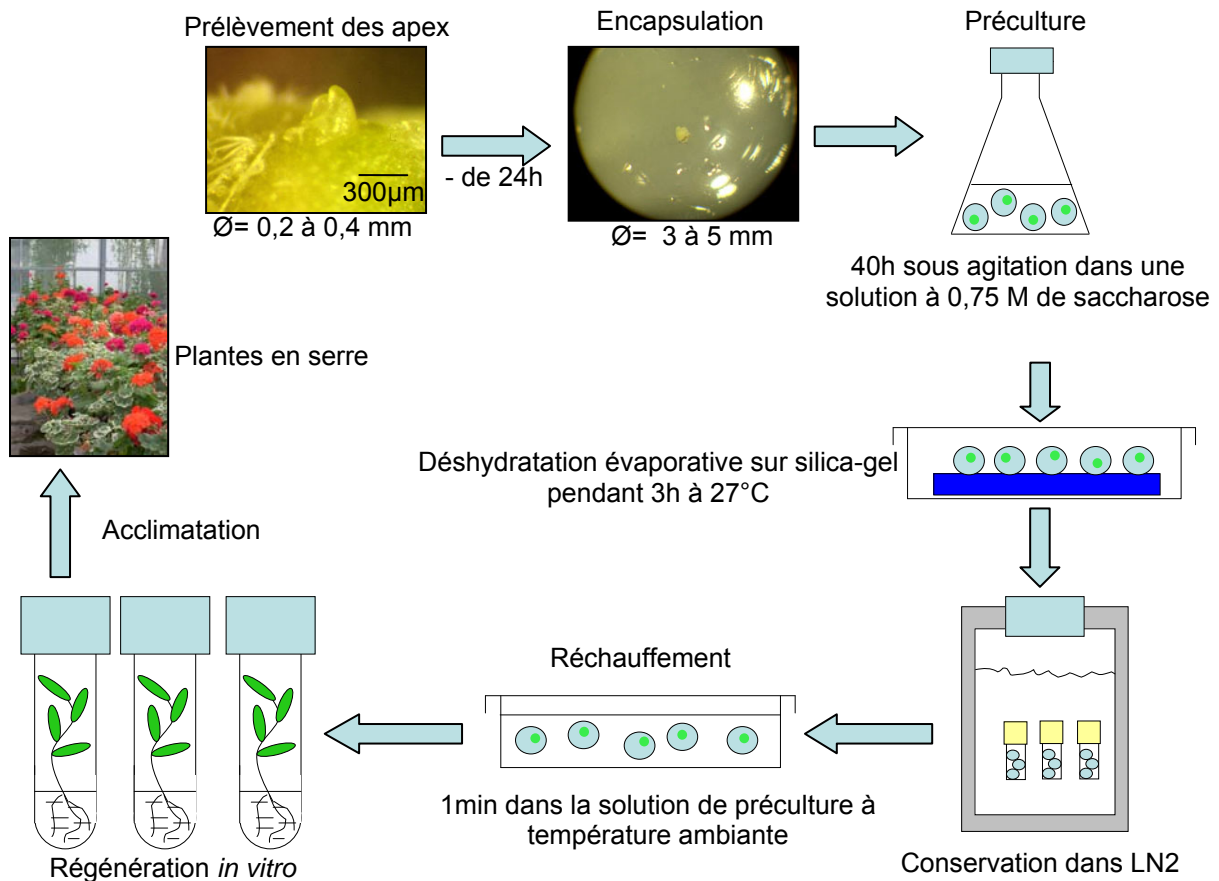 Prélèvement des apex
300µm
Ø= 0,2 à 0,4 mm
- de 24h
Encapsulation
Ø=  3 à 5 mm
Préculture
40h sous agitation dans une
solution à 0,75 M de saccharose
Déshydratation évaporative sur silica-gel
pendant 3h à 27°C
Conservation dans LN2
Réchauffement
1min dans la solution de préculture à
température ambiante
Régénération in vitro
Acclimatation
Plantes en serre